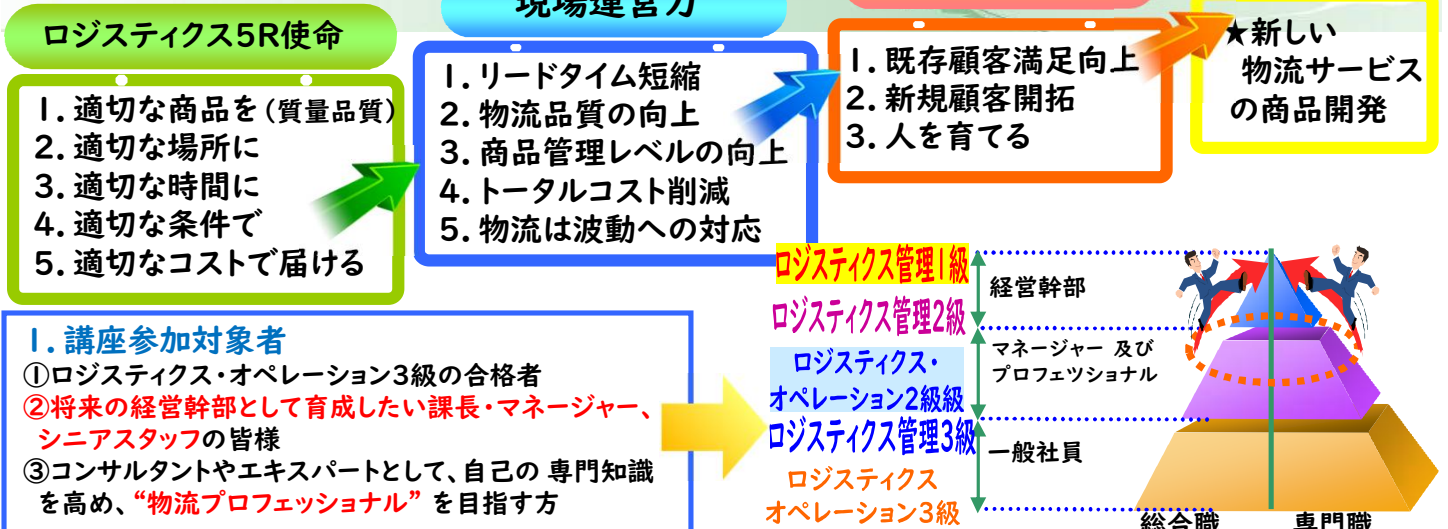 ロジスティクス5R使命
1.適切な商品を(質量品質)
2.適切な場所に
3.適切な時間に
4.適切な条件で
5.適切なコストで届ける
現場運営力
1.リードタイム短縮
2.物流品質の向上
3.商品管理レベルの向上
4.トータルコスト削減
5.物流は波動への対応
1.既存顧客満足向上
2.新規顧客開拓
3.人を育てる
★新しい
物流サービス
の商品開発
1.講座参加対象者
①ロジスティクス・オペレーション3級の合格者
②将来の経営幹部として育成したい課長・マネージャー、
シニアスタッフの皆様
③コンサルタントやエキスパートとして、自己の 専門知識
を高め、“物流プロフェッショナル” を目指す方
ロジスティクス管理1級
ロジスティクス管理2級
ロジスティクス・
オペレーション2級級
ロジスティクス管理3級
ロジスティクス
オペレーション3級
経営幹部
マネージャー 及び
プロフェツショナル
一般社員
総合職
専門職